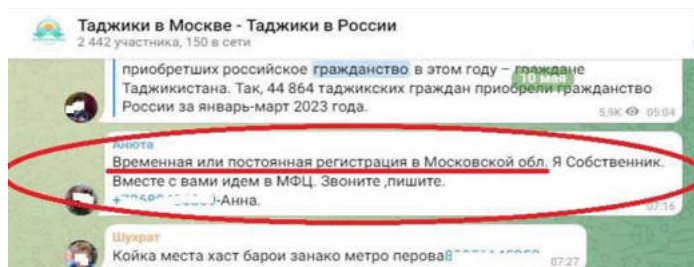 Таджики в Москве - Таджики в России
2 442 участника, 150 в сети
приобретших российское гражданство в этом году – граждане
10 мая
Таджикистана. Так, 44 864 таджикских граждан приобрели гражданство
России за январь-март 2023 года.
5,9K 05:04
Анюта
Временная или постоянная регистрация в Московской обл. Я Собственник.
Вместе с вами идем в МФЦ. Звоните ,пишите.
-Анна.
07:16
Шухрат
Койка места хаст барои занако метро перова
07:27